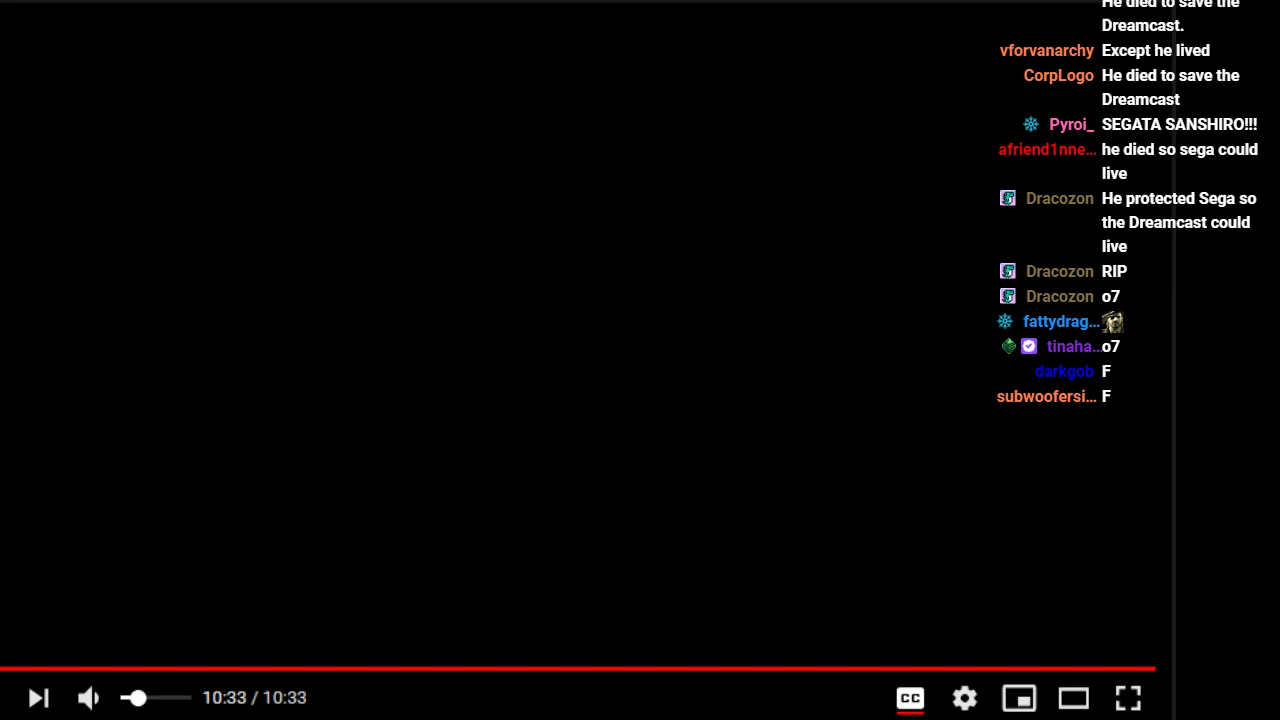 He died to save the
Dreamcast.
vforvanarchy Except he lived
CorpLogo He died to save the
Dreamcast
Pyroi_ SEGATA SANSHIRO!!!
afriend1nne... he died so sega could
live
Dracozon He protected Sega so
the Dreamcast could
live
Dracozon RIP
Dracozon o7
fattydrag...
tinaha... o7
darkgob F
subwoofersi... F
10:33 / 10:33
CC